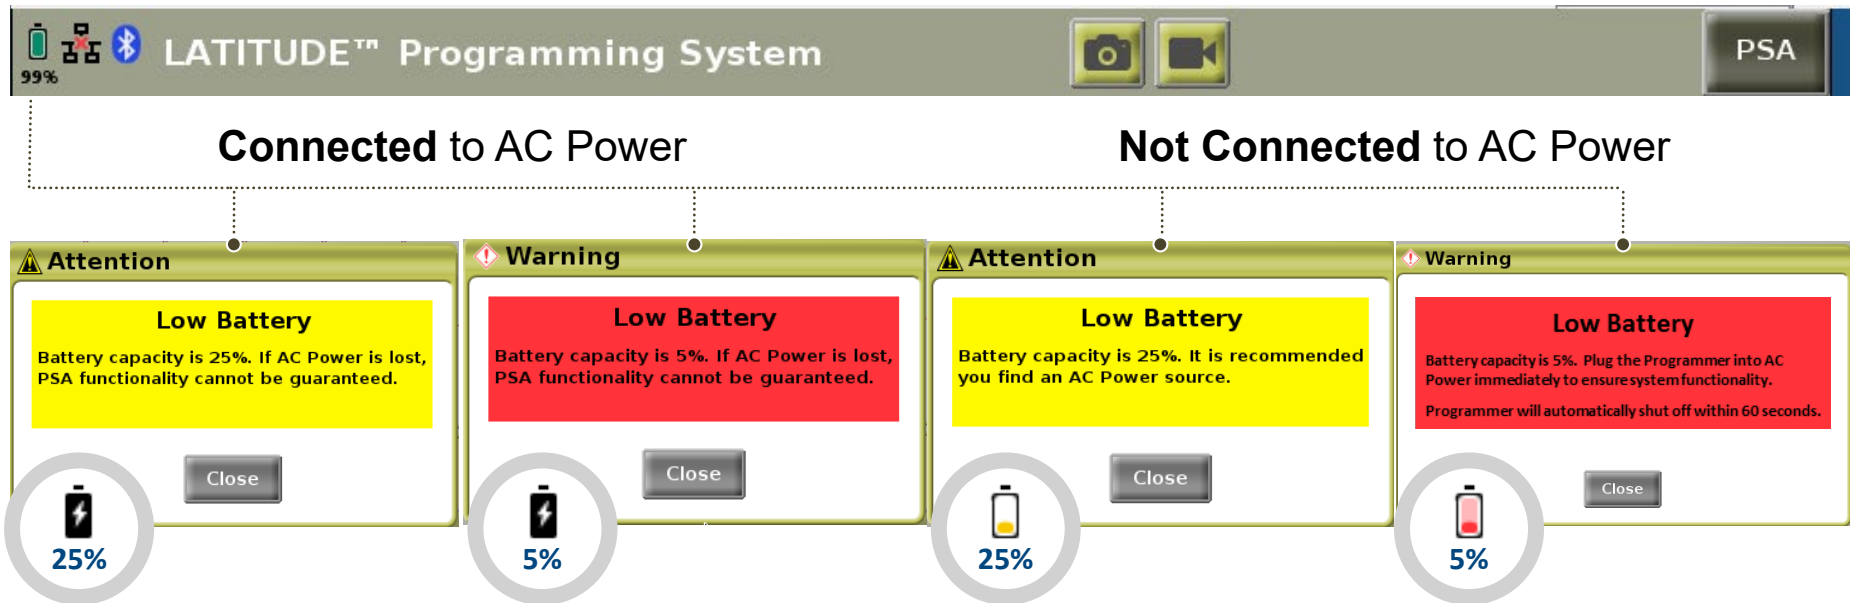 99%
LATITUDE™ Programming System
PSA
Connected to AC Power
Not Connected to AC Power
Attention
Low Battery
Battery capacity is 25%. If AC Power is lost,
PSA functionality cannot be guaranteed.
Close
25%
Warning
Low Battery
Battery capacity is 5%. If AC Power is lost,
PSA functionality cannot be guaranteed.
Close
5%
Attention
Low Battery
Battery capacity is 25%. It is recommended
you find an AC Power source.
Close
25%
Warning
Low Battery
Battery capacity is 5%. Plug the Programmer into AC
Power immediately to ensure system functionality.
Programmer will automatically shut off within 60 seconds.
Close
5%